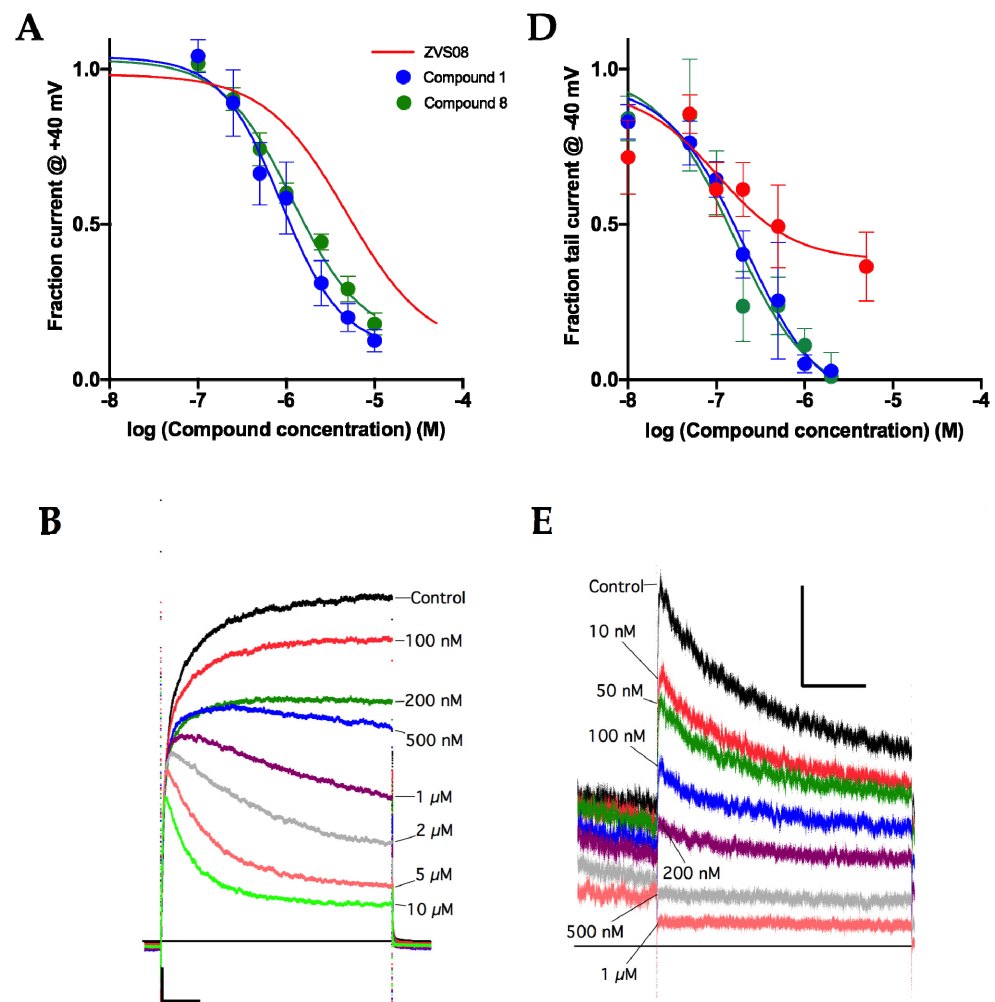 A
Fraction current @ +40 mV
1.0
0.5
0.0
-8
-7
-6
-5
-4
log (Compound concentration) (M)
ZVS08
Compound 1
Compound 8
D
Fraction tail current @ -40 mV
1.0
0.5
0.0
-8
-7
-6
-5
-4
log (Compound concentration) (M)
B
Control
100 nM
200 nM
500 nM
1 µM
2 µM
5 µM
10 µM
E
Control
10 nM
50 nM
100 nM
200 nM
500 nM
1 µM